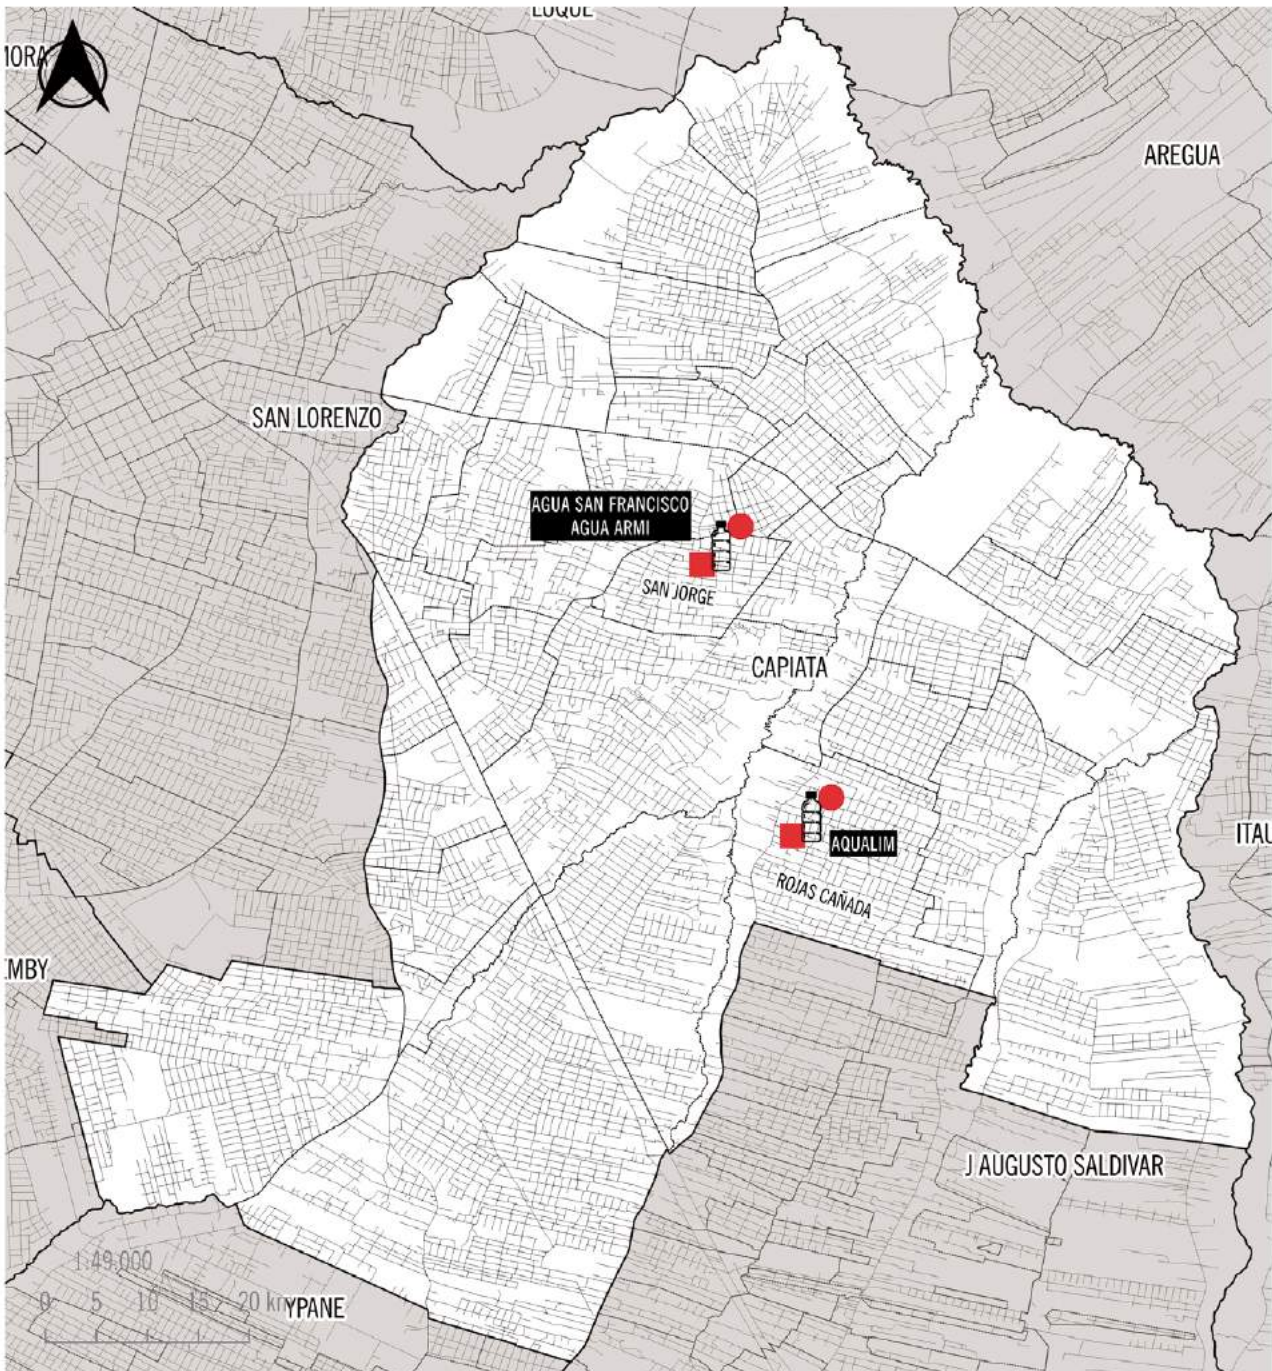 LUQUE
MORA
AREGUA
SAN LORENZO
AGUA SAN FRANCISCO
AGUA ARMI
SAN JORGE
CAPIATA
AQUALIM
ITAU
ROJAS CAÑADA
EMBY
J AUGUSTO SALDIVAR
1:49.000
0 5 10 15 20 km
YPANE